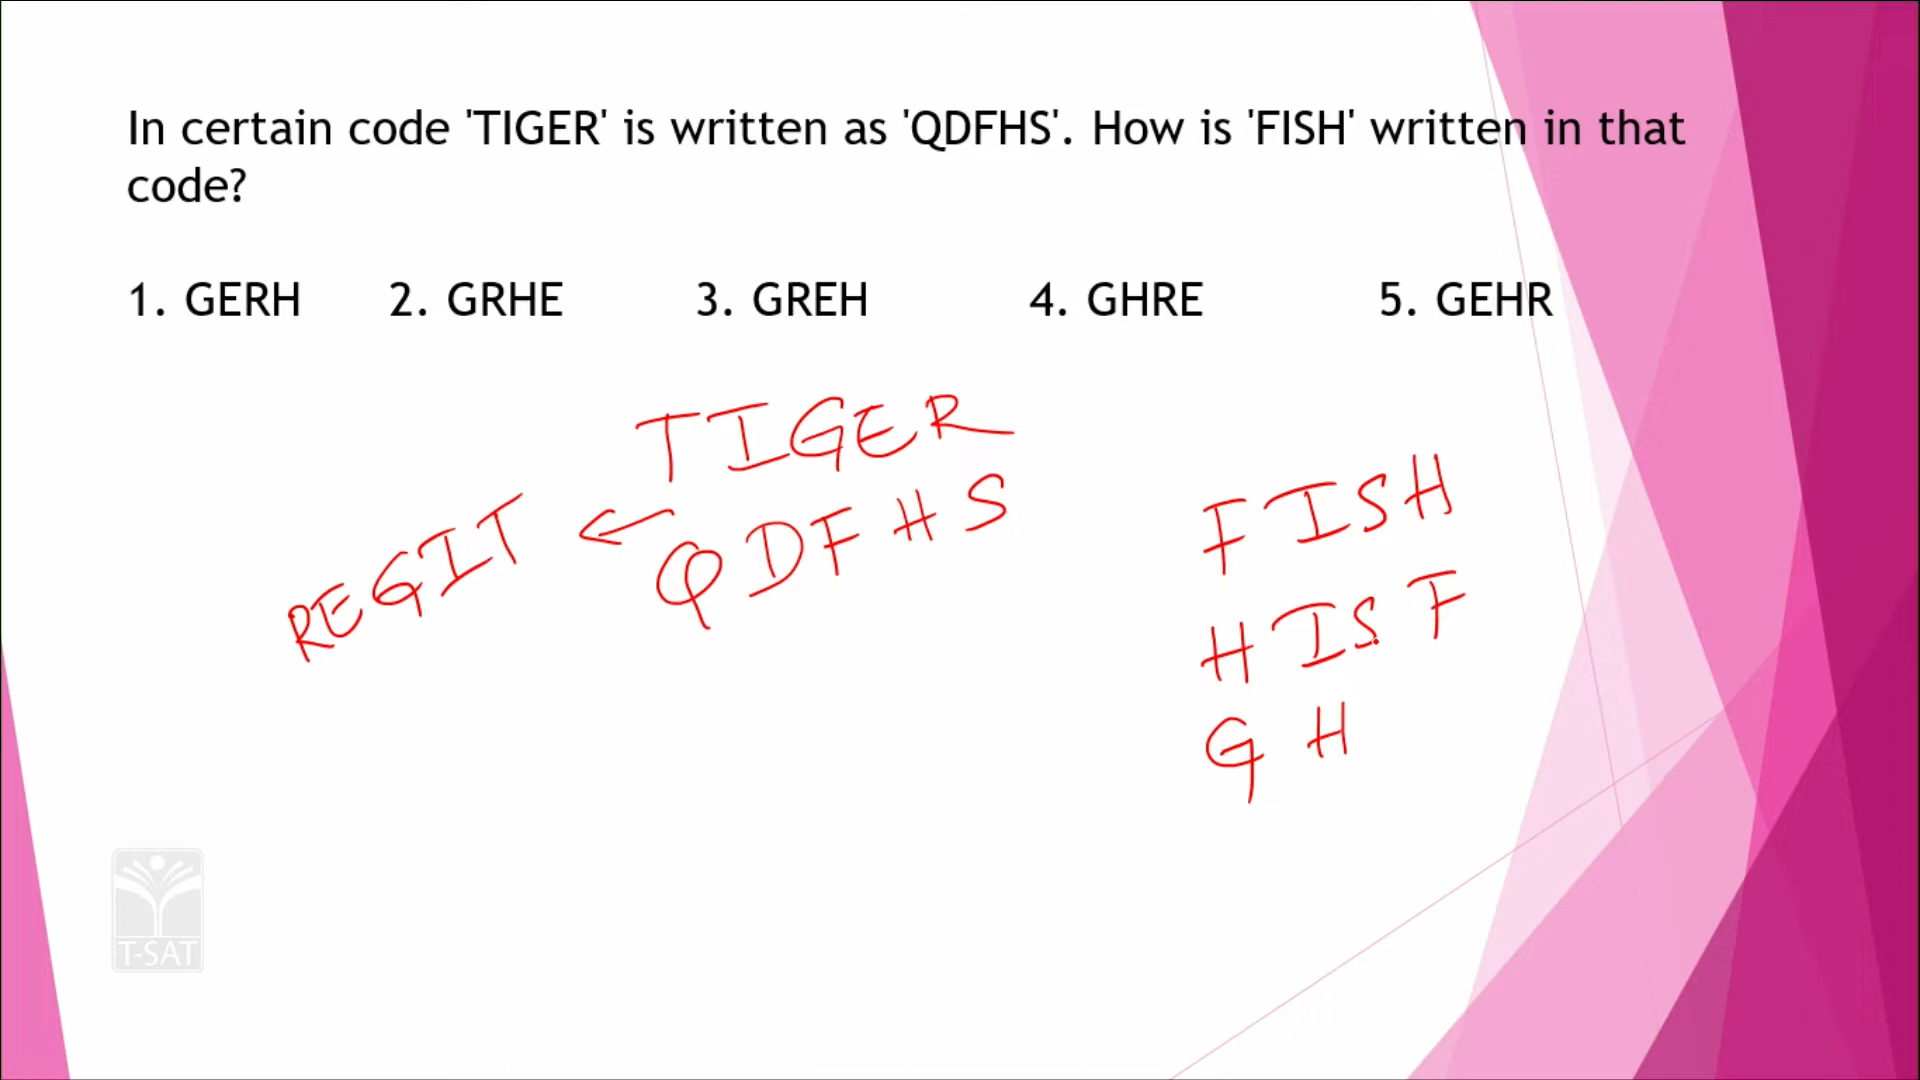 In certain code 'TIGER' is written as 'QDFHS'. How is 'FISH' written in that
code?
1. GERH 2. GRHE 3. GREH 4. GHRE 5. GEHR
TIGER
QDFHS
REGIT
FISH
HISF
GH
T-SAT